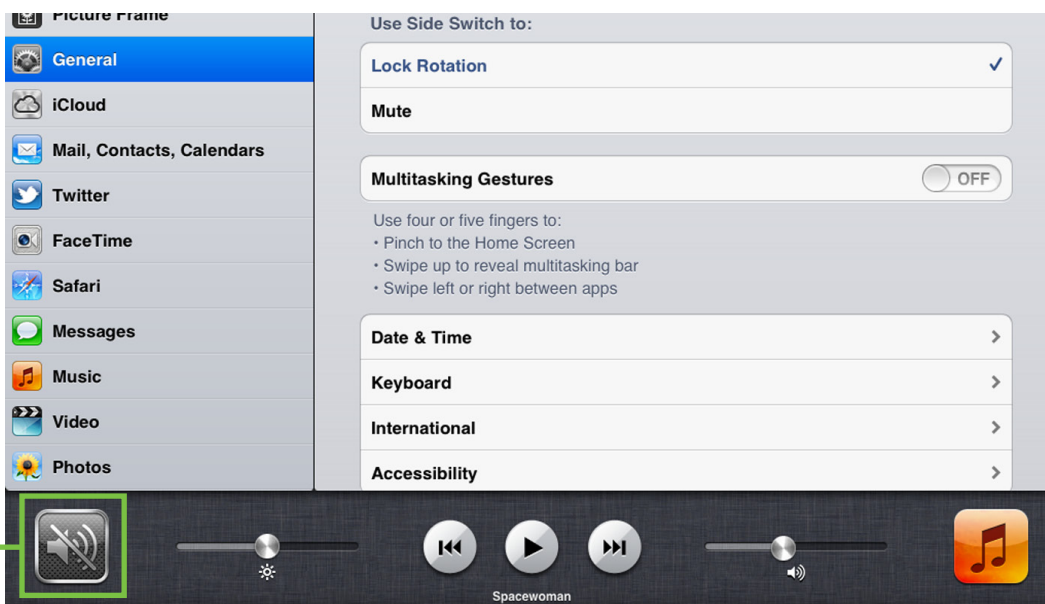 Picture Frame
General
iCloud
Mail, Contacts, Calendars
Twitter
FaceTime
Safari
Messages
Music
Video
Photos
Use Side Switch to:
Lock Rotation
Mute
Multitasking Gestures OFF
Use four or five fingers to:
• Pinch to the Home Screen
• Swipe up to reveal multitasking bar
• Swipe left or right between apps
Date & Time
Keyboard
International
Accessibility
Spacewoman